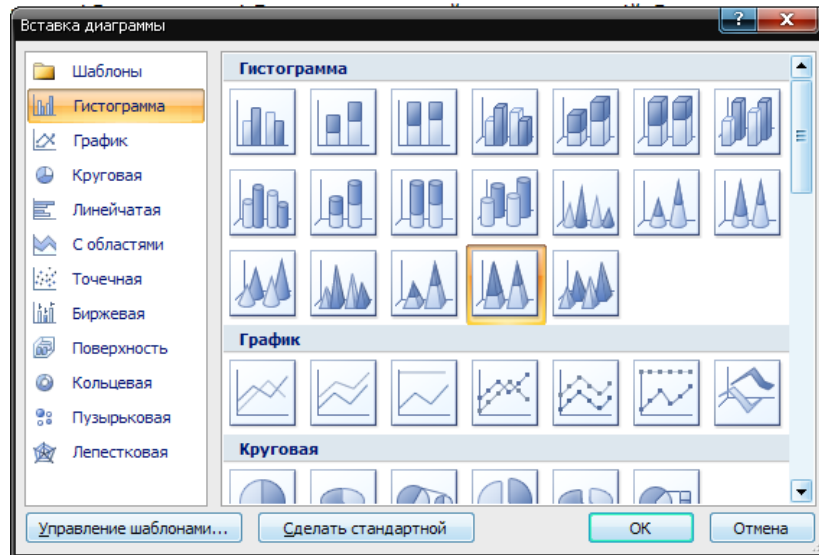 Вставка диаграммы
?
X
Шаблоны
Гистограмма
График
Круговая
Линейчатая
С областями
Точечная
Биржевая
Поверхность
Кольцевая
Пузырьковая
Лепестковая
Гистограмма
График
Круговая
Управление шаблонами...
Сделать стандартной
ОК
Отмена